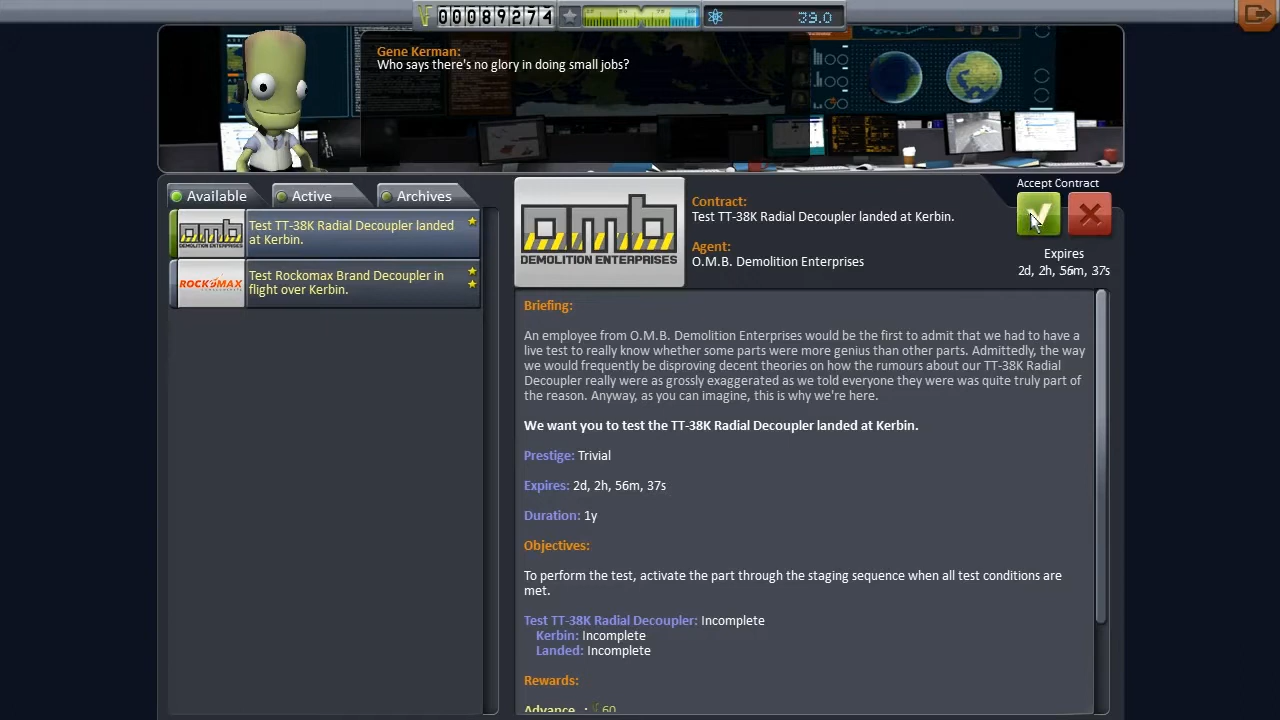 00089274
39.0
Gene Kerman:
Who says there's no glory in doing small jobs?
Available
Active
Archives
Test TT-38K Radial Decoupler landed
at Kerbin.
Test Rockomax Brand Decoupler in
flight over Kerbin.
omb
DEMOLITION ENTERPRISES
ROCKOMAX
omb
DEMOLITION ENTERPRISES
Contract:
Test TT-38K Radial Decoupler landed at Kerbin.
Agent:
O.M.B. Demolition Enterprises
Accept Contract
Expires
2d, 2h, 56m, 37s
Briefing:
An employee from O.M.B. Demolition Enterprises would be the first to admit that we had to have a
live test to really know whether some parts were more genius than other parts. Admittedly, the way
we would frequently be disproving decent theories on how the rumours about our TT-38K Radial
Decoupler really were as grossly exaggerated as we told everyone they were was quite truly part of
the reason. Anyway, as you can imagine, this is why we're here.
We want you to test the TT-38K Radial Decoupler landed at Kerbin.
Prestige: Trivial
Expires: 2d, 2h, 56m, 37s
Duration: 1y
Objectives:
To perform the test, activate the part through the staging sequence when all test conditions are
met.
Test TT-38K Radial Decoupler: Incomplete
Kerbin: Incomplete
Landed: Incomplete
Rewards:
Advance : 60